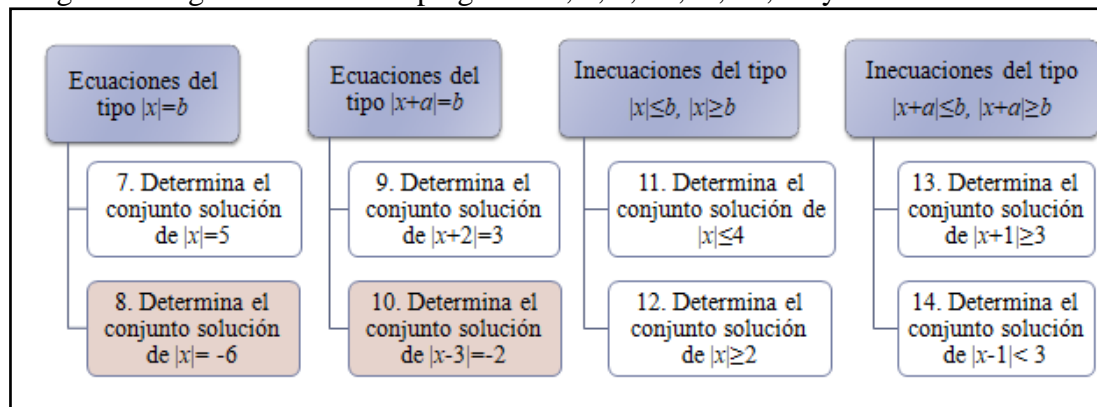 Ecuaciones del
tipo |x|=b
7. Determina el
conjunto solución
de |x|=5
8. Determina el
conjunto solución
de |x|= -6
Ecuaciones del
tipo |x+a|=b
9. Determina el
conjunto solución
de |x+2|=3
10. Determina el
conjunto solución
de |x-3|=-2
Inecuaciones del tipo
|x|≤b, |x|≥b
11. Determina el
conjunto solución de
|x|≤4
12. Determina el
conjunto solución
de |x|≥2
Inecuaciones del tipo
|x+a|≤b, |x+a|≥b
13. Determina el
conjunto solución
de |x+1|≥3
14. Determina el
conjunto solución
de |x-1|< 3